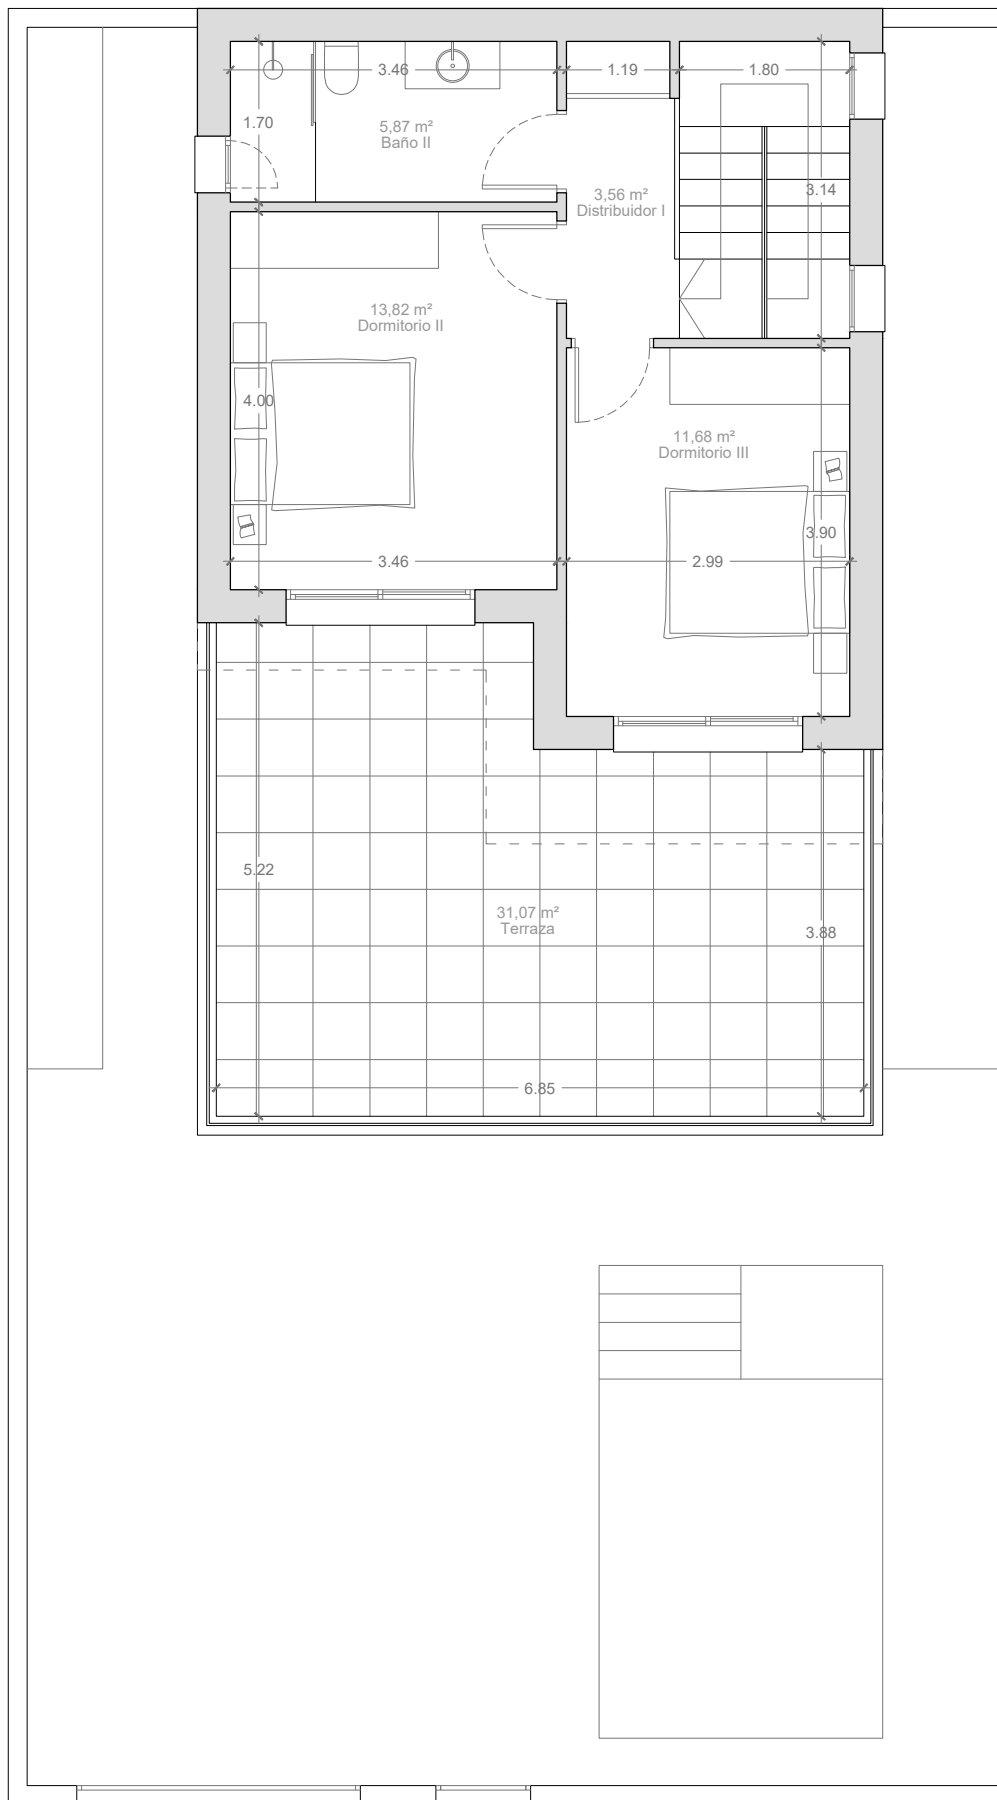 3.46
1.19
1.80
1.70
5,87 m²
Baño II
3.14
3,56 m²
Distribuidor I
13,82 m²
Dormitorio II
4.00
11,68 m²
Dormitorio III
3.90
3.46
2.99
5.22
31,07 m²
Terraza
3.88
6.85